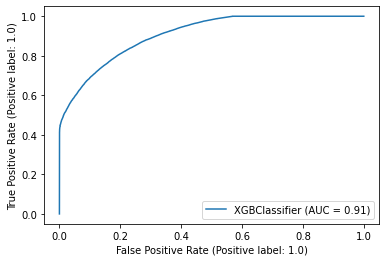 True Positive Rate (Positive label: 1.0)
1.0
0.8
0.6
0.4
0.2
0.0
0.0 0.2 0.4 0.6 0.8 1.0
XGBClassifier (AUC = 0.91)
False Positive Rate (Positive label: 1.0)